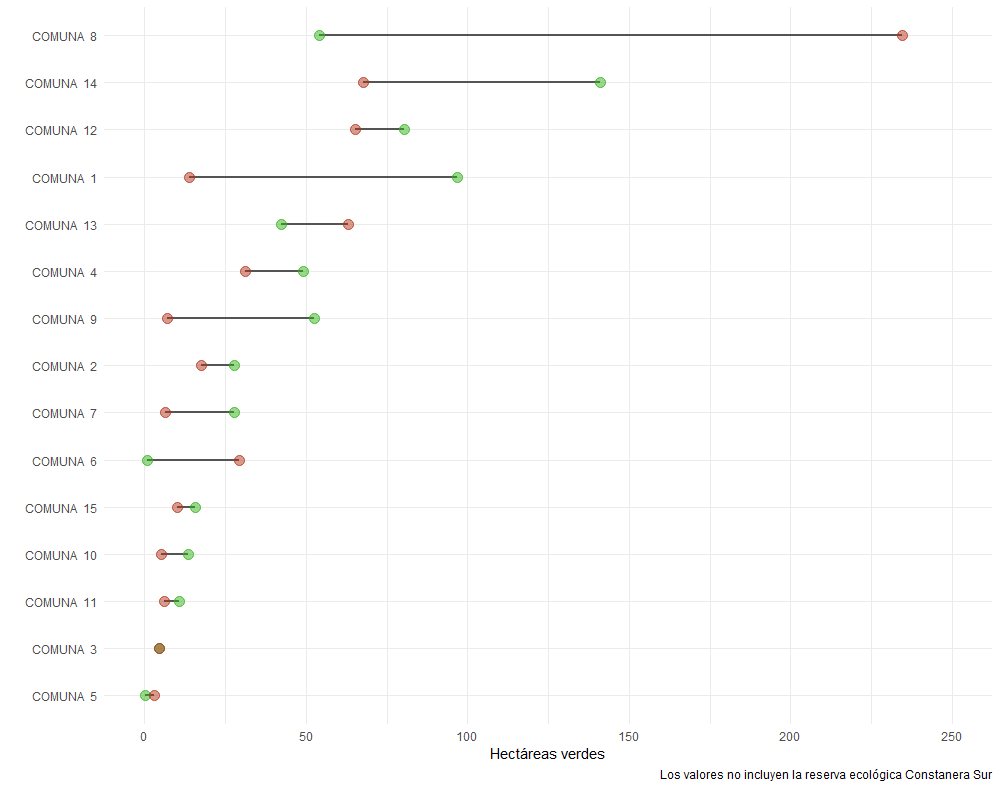 COMUNA 8
COMUNA 14
COMUNA 12
COMUNA 1
COMUNA 13
COMUNA 4
COMUNA 9
COMUNA 2
COMUNA 7
COMUNA 6
COMUNA 15
COMUNA 10
COMUNA 11
COMUNA 3
COMUNA 5
0 50 100 150 200 250
Hectáreas verdes
Los valores no incluyen la reserva ecológica Constanera Sur